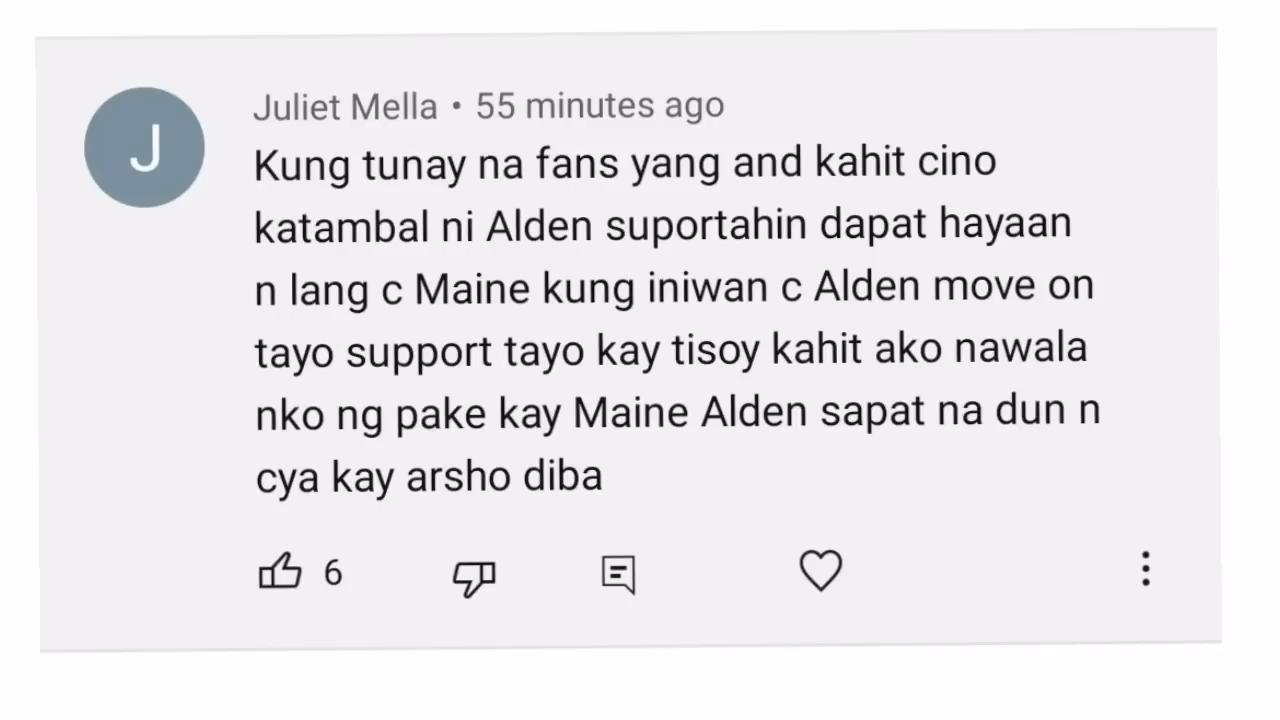 J
Juliet Mella • 55 minutes ago
Kung tunay na fans yang and kahit cino
katambal ni Alden suportahin dapat hayaan
n lang c Maine kung iniwan c Alden move on
tayo support tayo kay tisoy kahit ako nawala
nko ng pake kay Maine Alden sapat na dun n
cya kay arsho diba
6